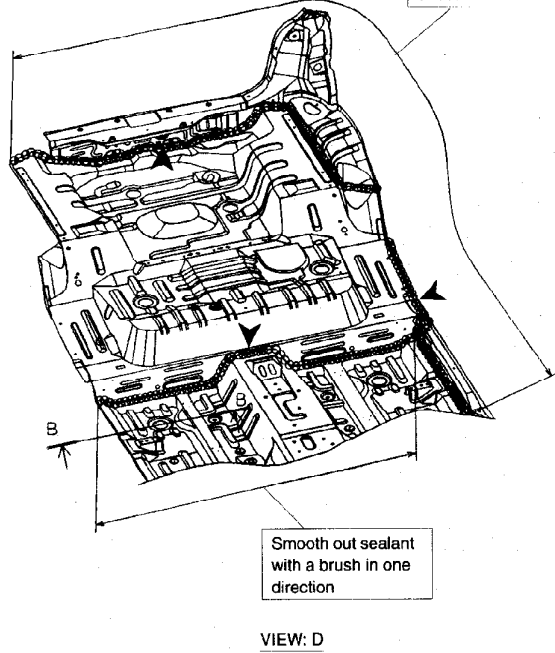 B
B
Smooth out sealant
with a brush in one
direction
VIEW: D